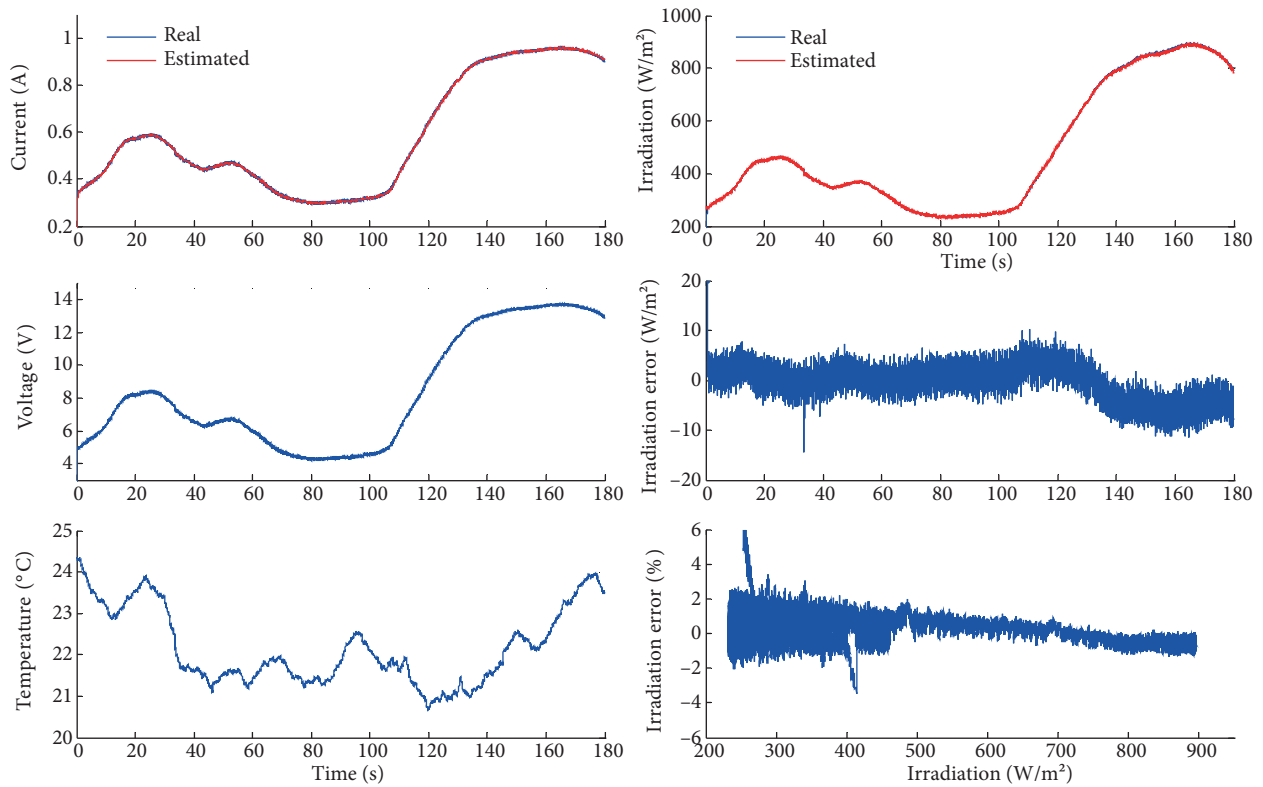 Current (A)
1
0.8
0.6
0.4
0.2
Real
Estimated
0 20 40 60 80 100 120 140 160 180
Irradiation (W/m²)
1000
800
600
400
200
Real
Estimated
0 20 40 60 80 100 120 140 160 180
Time (s)
Voltage (V)
14
12
10
8
6
4
0 20 40 60 80 100 120 140 160 180
Irradiation error (W/m²)
20
10
0
−10
−20
0 20 40 60 80 100 120 140 160 180
Temperature (°C)
25
24
23
22
21
20
0 20 40 60 80 100 120 140 160 180
Time (s)
Irradiation error (%)
6
4
2
0
−2
−4
−6
200 300 400 500 600 700 800 900
Irradiation (W/m²)